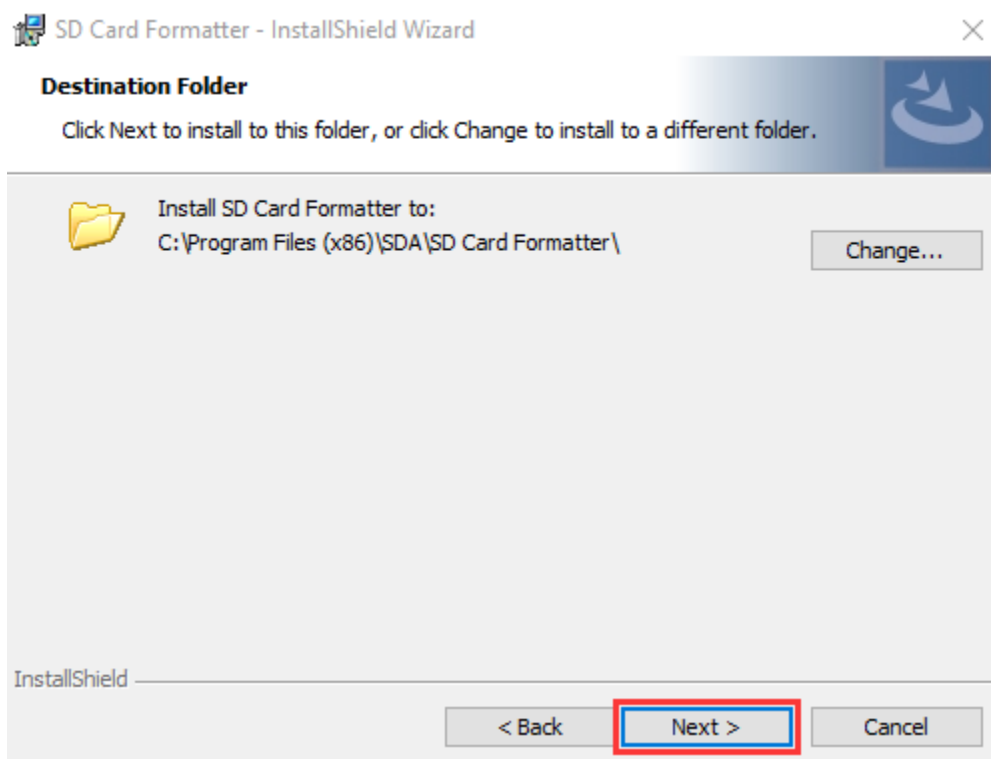 SD Card Formatter - InstallShield Wizard
Destination Folder
Click Next to install to this folder, or click Change to install to a different folder.
Install SD Card Formatter to:
C:\Program Files (x86)\SDA\SD Card Formatter\
Change...
InstallShield
< Back
Next >
Cancel